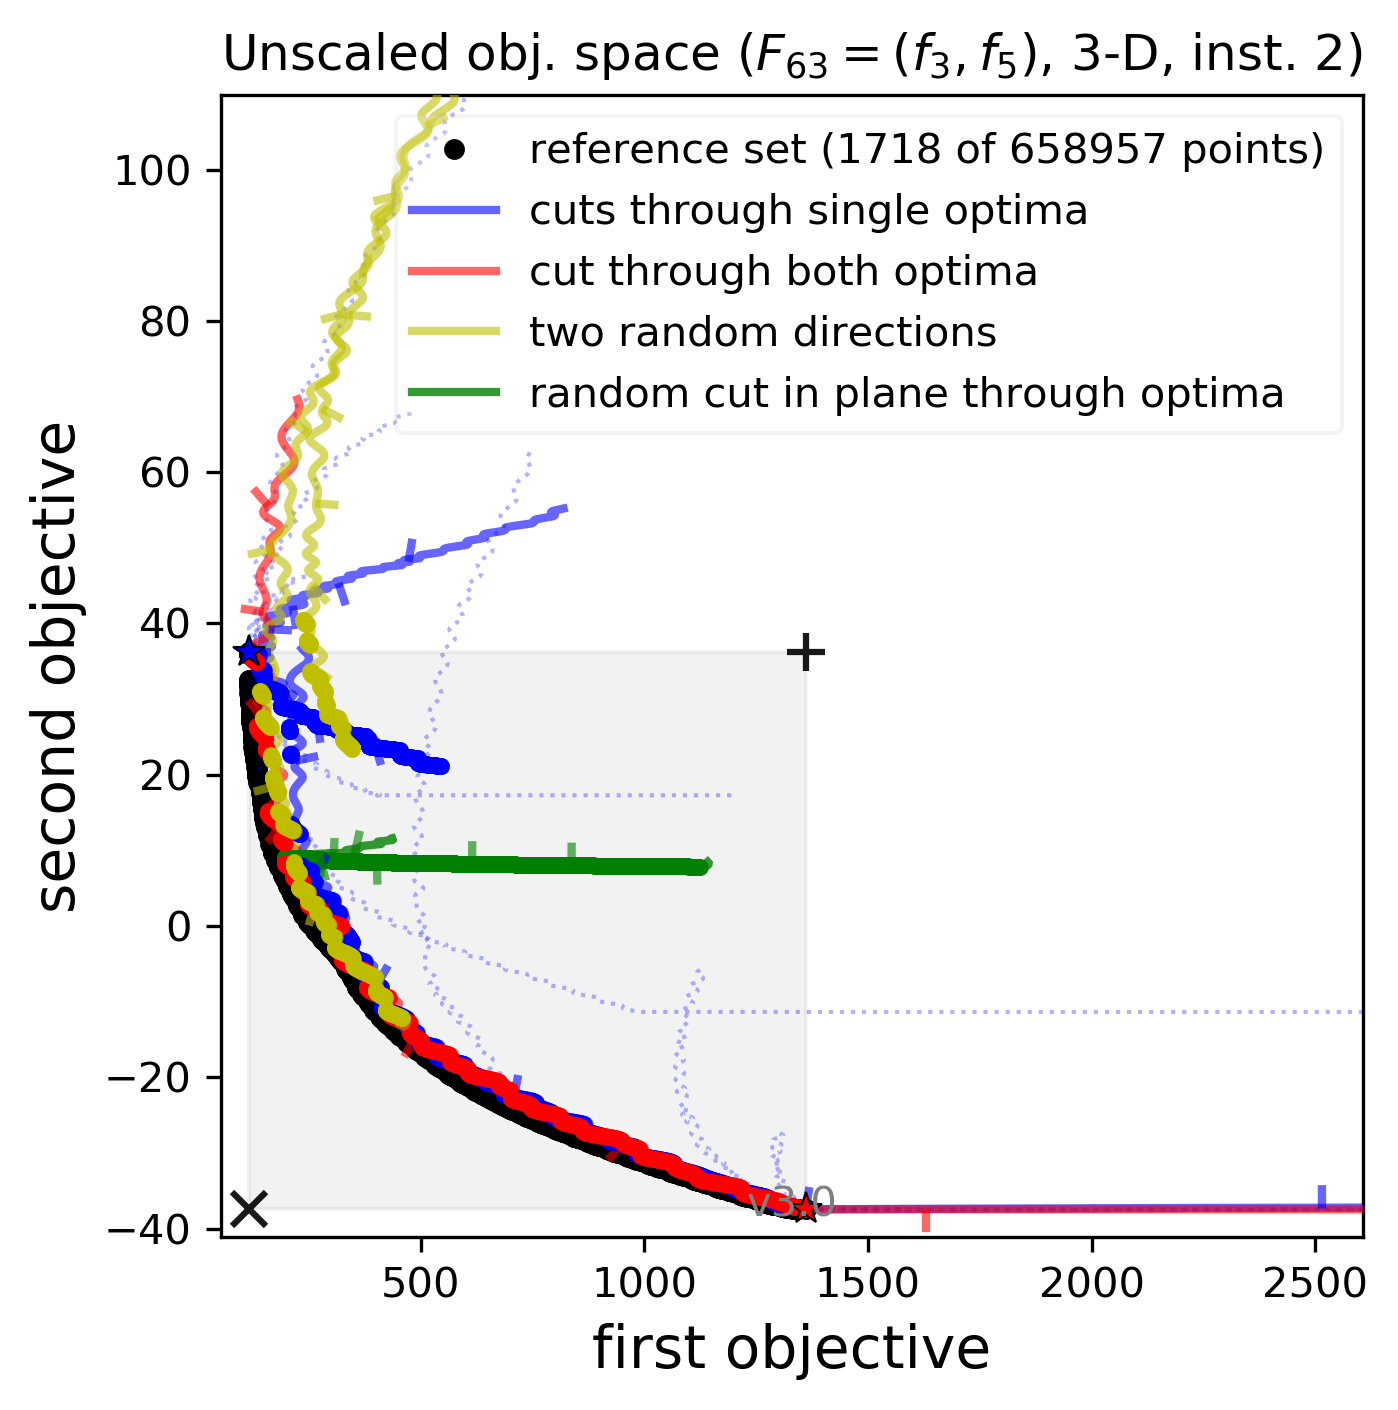 Unscaled obj. space (F₆₃ = (f₃, f₅), 3-D, inst. 2)
reference set (1718 of 658957 points)
cuts through single optima
cut through both optima
two random directions
random cut in plane through optima
100
80
60
40
20
0
−20
−40
second objective
v3.0
500 1000 1500 2000 2500
first objective